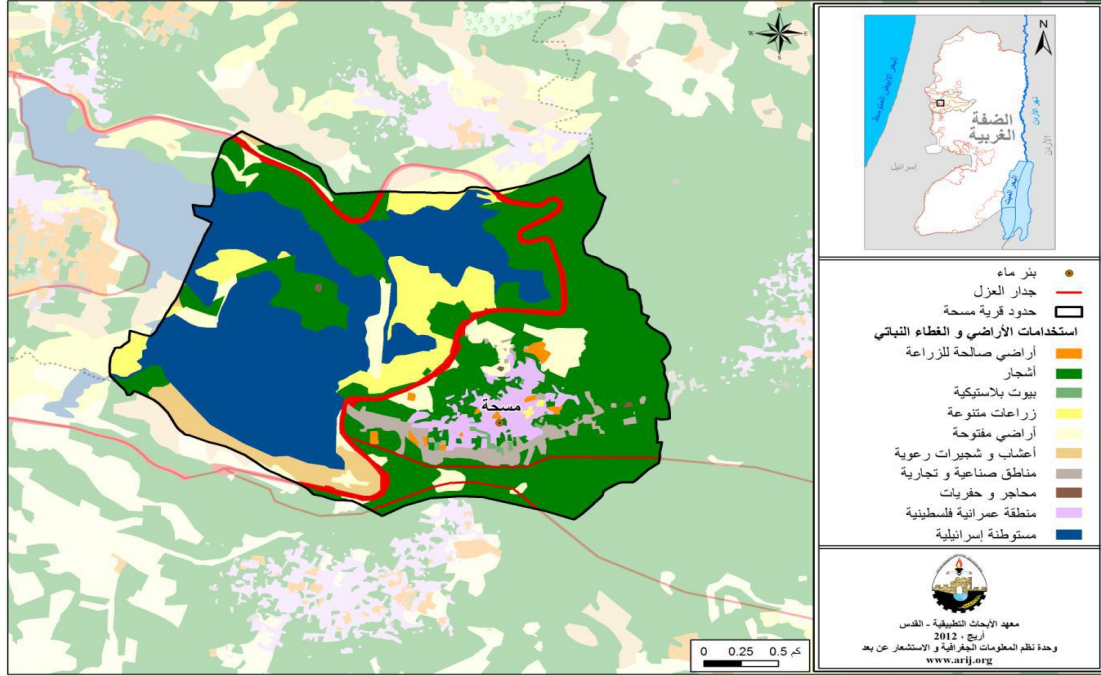 مسحة
0 0.25 0.5 كم
N
W E
S
N
البحر الأبيض المتوسط
نهر الأردن
الضفة
الغربية
الأردن
إسرائيل
البحر الميت
بئر ماء
جدار العزل
حدود قرية مسحة
استخدامات الأراضي و الغطاء النباتي
أراضي صالحة للزراعة
أشجار
بيوت بلاستيكية
زراعات متنوعة
أراضي مفتوحة
أعشاب و شجيرات رعوية
مناطق صناعية و تجارية
محاجر و حفريات
منطقة عمرانية فلسطينية
مستوطنة إسرائيلية
معهد الأبحاث التطبيقية - القدس
أريج ، 2012
وحدة نظم المعلومات الجغرافية و الاستشعار عن بعد
www.arij.org